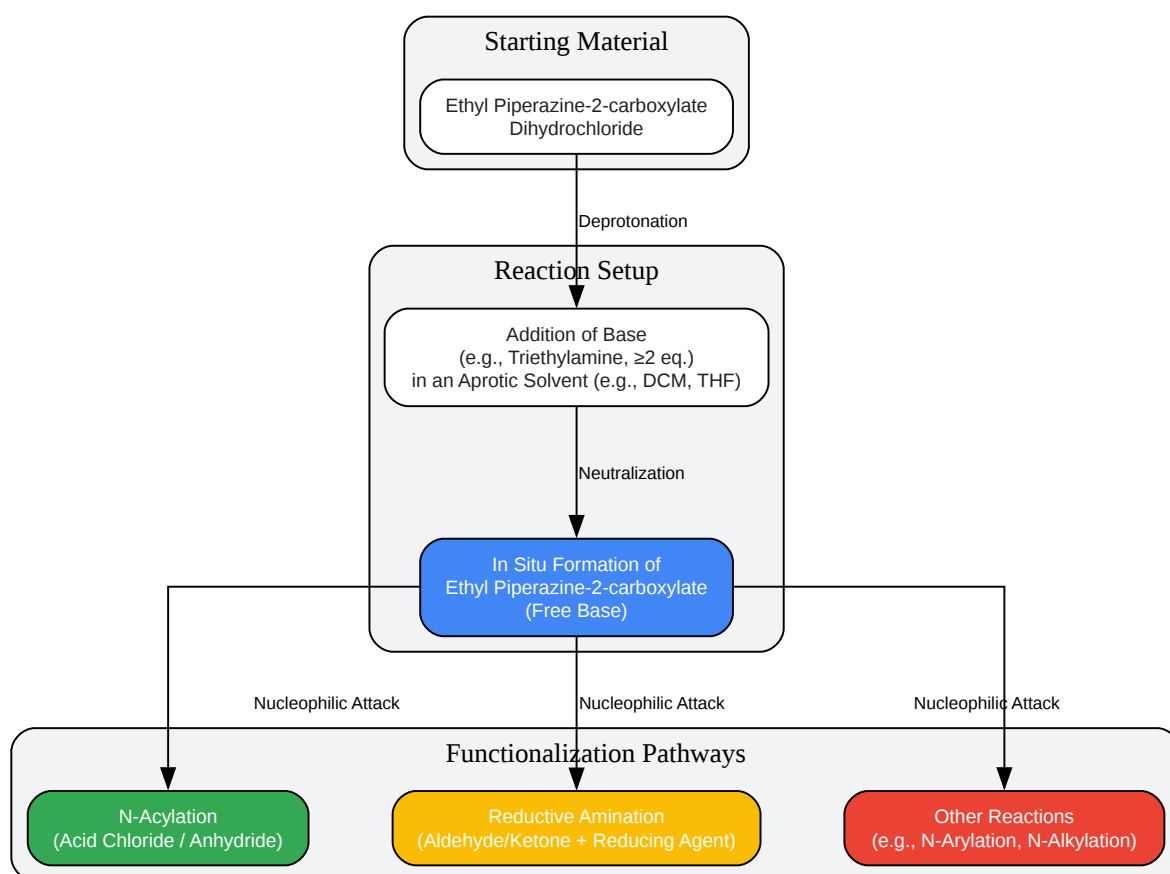 Starting Material
Ethyl Piperazine-2-carboxylate
Dihydrochloride
Deprotonation
Reaction Setup
Addition of Base
(e.g., Triethylamine, ≥2 eq.)
in an Aprotic Solvent (e.g., DCM, THF)
Neutralization
In Situ Formation of
Ethyl Piperazine-2-carboxylate
(Free Base)
Nucleophilic Attack
Nucleophilic Attack
Nucleophilic Attack
Functionalization Pathways
N-Acylation
(Acid Chloride / Anhydride)
Reductive Amination
(Aldehyde/Ketone + Reducing Agent)
Other Reactions
(e.g., N-Arylation, N-Alkylation)